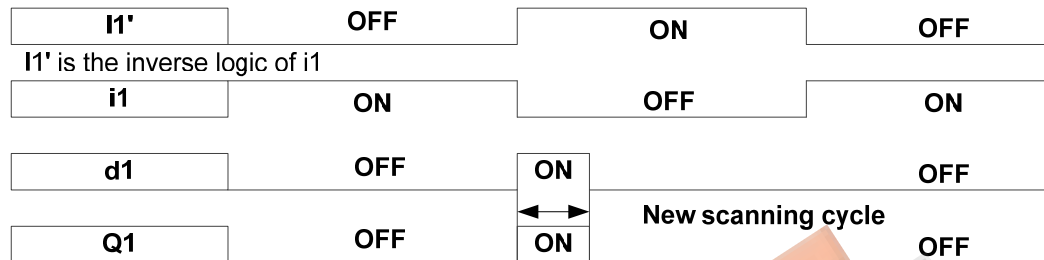 I1' OFF ON OFF
I1' is the inverse logic of i1
i1 ON OFF ON
d1 OFF ON OFF
New scanning cycle
Q1 OFF ON OFF